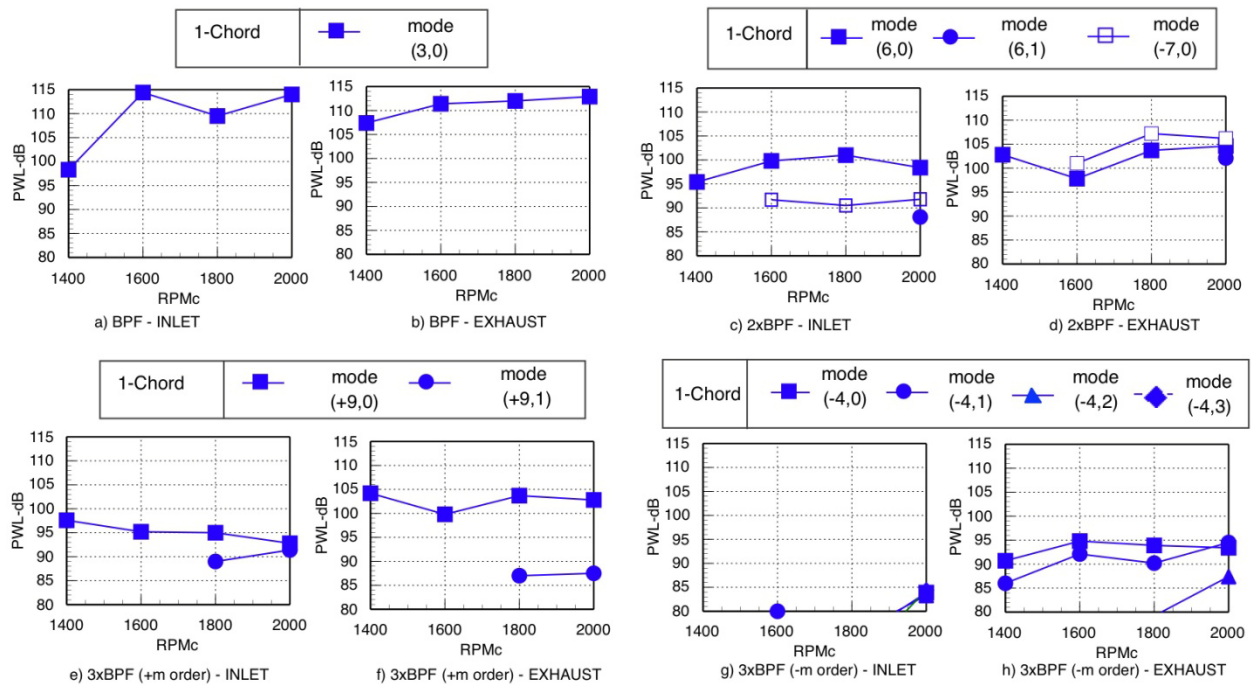 1-Chord
mode
(3,0)
115
110
105
100
95
90
85
80
PWL-dB
1400 1600 1800 2000
RPMc
a) BPF - INLET
115
110
105
100
95
90
85
80
PWL-dB
1400 1600 1800 2000
RPMc
b) BPF - EXHAUST
1-Chord
mode
(6,0)
mode
(6,1)
mode
(-7,0)
115
110
105
100
95
90
85
80
PWL-dB
1400 1600 1800 2000
RPMc
c) 2xBPF - INLET
115
110
105
100
95
90
85
80
PWL-dB
1400 1600 1800 2000
RPMc
d) 2xBPF - EXHAUST
1-Chord
mode
(+9,0)
mode
(+9,1)
115
110
105
100
95
90
85
80
PWL-dB
1400 1600 1800 2000
RPMc
e) 3xBPF (+m order) - INLET
115
110
105
100
95
90
85
80
PWL-dB
1400 1600 1800 2000
RPMc
f) 3xBPF (+m order) - EXHAUST
1-Chord
mode
(-4,0)
mode
(-4,1)
mode
(-4,2)
mode
(-4,3)
115
110
105
100
95
90
85
80
PWL-dB
1400 1600 1800 2000
RPMc
g) 3xBPF (-m order) - INLET
115
110
105
100
95
90
85
80
PWL-dB
1400 1600 1800 2000
RPMc
h) 3xBPF (-m order) - EXHAUST